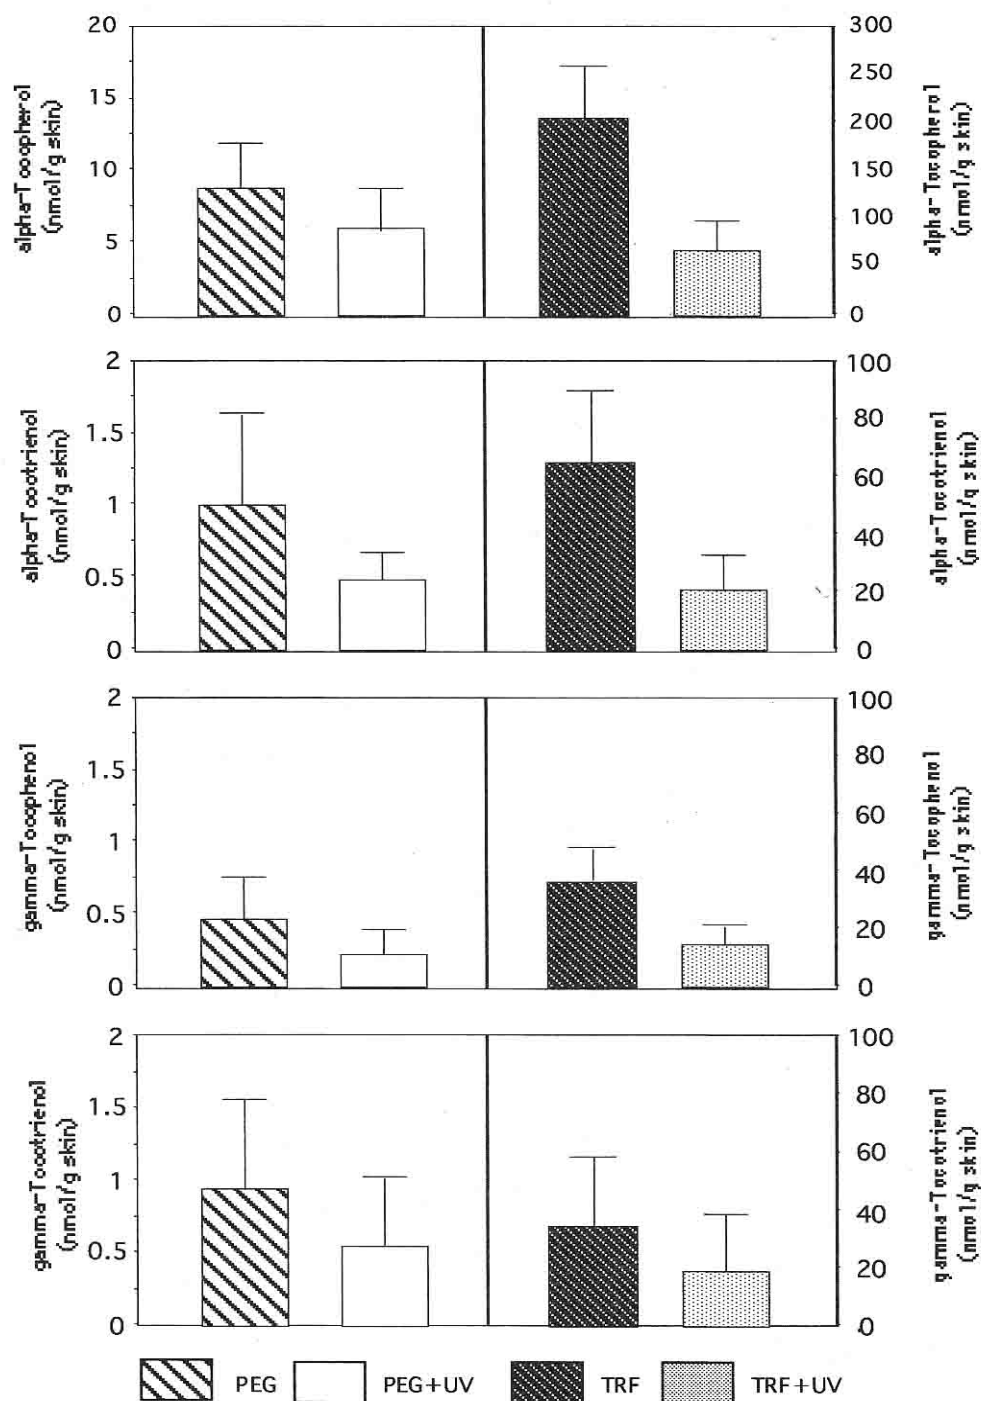 20
15
10
5
0
alpha-Tocopherol
(nmol/g skin)
300
250
200
150
100
50
0
alpha-Tocopherol
(nmol/g skin)
2
1.5
1
0.5
0
alpha-Tocotrienol
(nmol/g skin)
100
80
60
40
20
0
alpha-Tocotrienol
(nmol/g skin)
2
1.5
1
0.5
0
gamma-Tocophenol
(nmol/g skin)
100
80
60
40
20
0
gamma-Tocophenol
(nmol/g skin)
2
1.5
1
0.5
0
gamma-Tocotrienol
(nmol/g skin)
100
80
60
40
20
0
gamma-Tocotrienol
(nmol/g skin)
PEG PEG+UV TRF TRF+UV